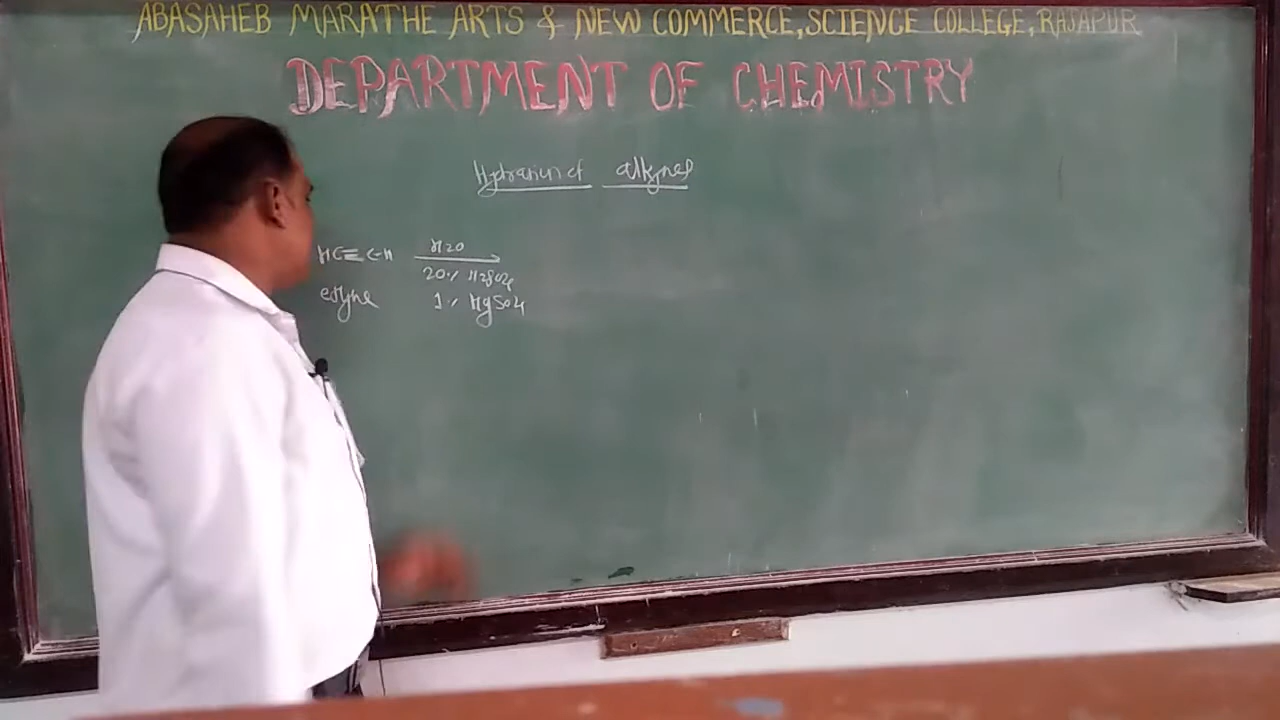 ABASAHEB MARATHE ARTS & NEW COMMERCE, SCIENCE COLLEGE, RAJAPUR
DEPARTMENT OF CHEMISTRY
Hydration of alkynes
HC≡C-H H2O
20% H2SO4
ethyne 1% HgSO4